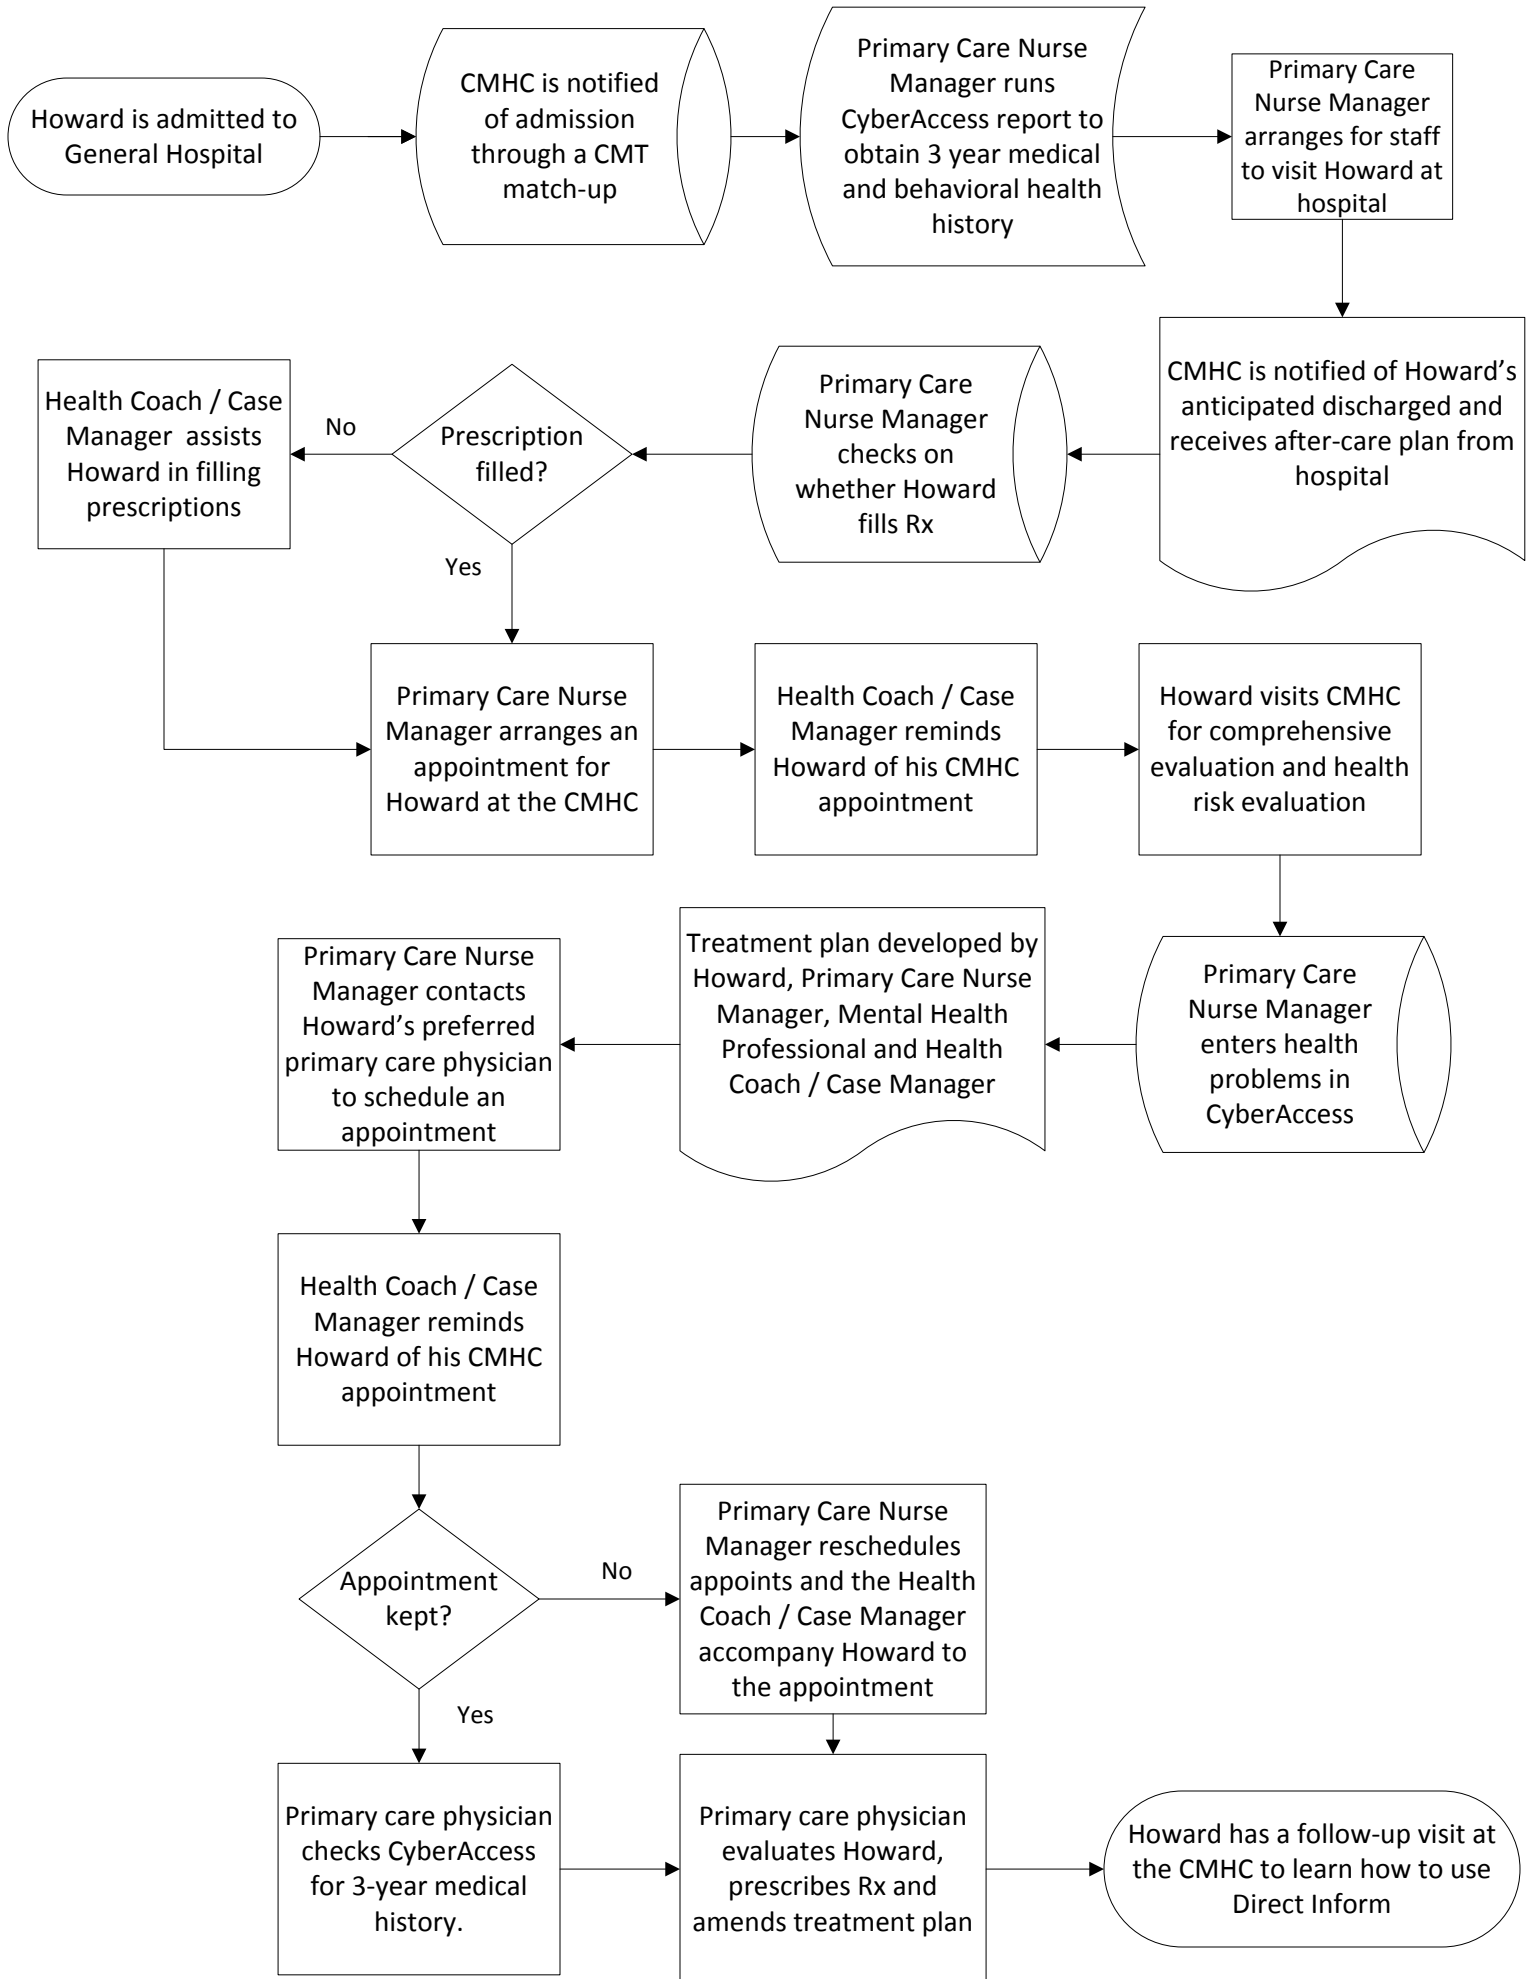 Howard is admitted to
General Hospital
CMHC is notified
of admission
through a CMT
match-up
Primary Care Nurse
Manager runs
CyberAccess report to
obtain 3 year medical
and behavioral health
history
Primary Care
Nurse Manager
arranges for staff
to visit Howard at
hospital
CMHC is notified of Howard’s
anticipated discharged and
receives after-care plan from
hospital
Primary Care
Nurse Manager
checks on
whether Howard
fills Rx
Prescription
filled?
No
Health Coach / Case
Manager assists
Howard in filling
prescriptions
Yes
Primary Care Nurse
Manager arranges an
appointment for
Howard at the CMHC
Health Coach / Case
Manager reminds
Howard of his CMHC
appointment
Howard visits CMHC
for comprehensive
evaluation and health
risk evaluation
Primary Care
Nurse Manager
enters health
problems in
CyberAccess
Treatment plan developed by
Howard, Primary Care Nurse
Manager, Mental Health
Professional and Health
Coach / Case Manager
Primary Care Nurse
Manager contacts
Howard’s preferred
primary care physician
to schedule an
appointment
Health Coach / Case
Manager reminds
Howard of his CMHC
appointment
Appointment
kept?
No
Primary Care Nurse
Manager reschedules
appoints and the Health
Coach / Case Manager
accompany Howard to
the appointment
Yes
Primary care physician
checks CyberAccess
for 3-year medical
history.
Primary care physician
evaluates Howard,
prescribes Rx and
amends treatment plan
Howard has a follow-up visit at
the CMHC to learn how to use
Direct Inform